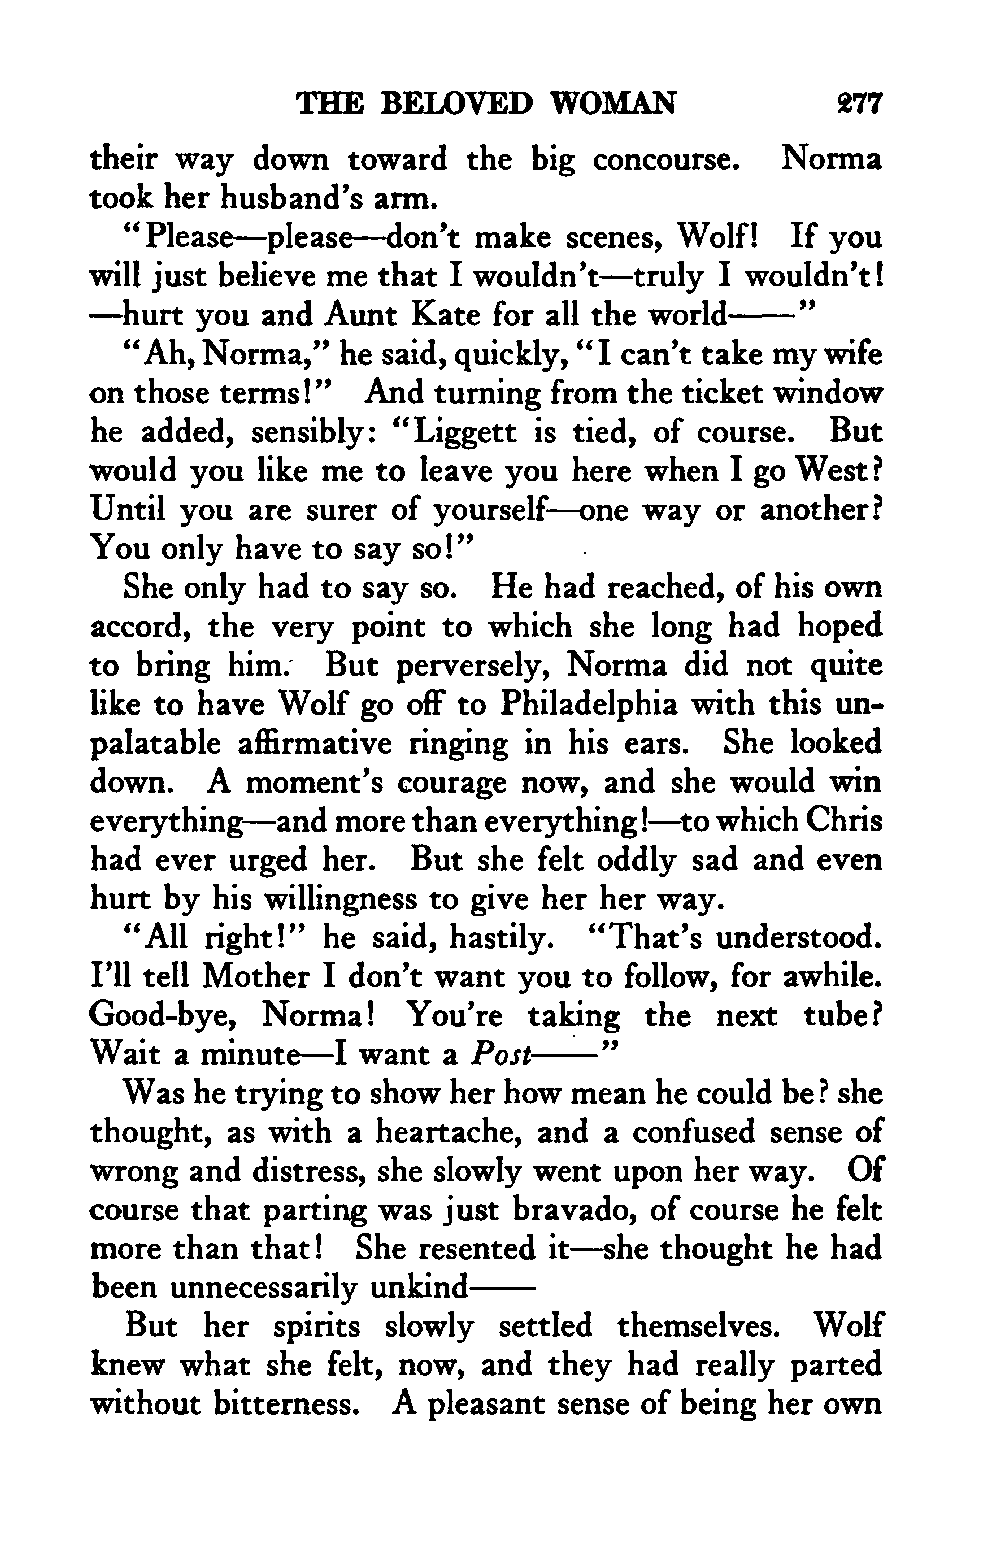 THE BELOVED WOMAN 277
their way down toward the big concourse. Norma
took her husband's arm.
"Please—please—don't make scenes, Wolf! If you
will just believe me that I wouldn't—truly I wouldn't!
—hurt you and Aunt Kate for all the world——"
"Ah, Norma," he said, quickly, "I can't take my wife
on those terms!" And turning from the ticket window
he added, sensibly: "Liggett is tied, of course. But
would you like me to leave you here when I go West?
Until you are surer of yourself—one way or another?
You only have to say so!"
She only had to say so. He had reached, of his own
accord, the very point to which she long had hoped
to bring him. But perversely, Norma did not quite
like to have Wolf go off to Philadelphia with this un-
palatable affirmative ringing in his ears. She looked
down. A moment's courage now, and she would win
everything—and more than everything!—to which Chris
had ever urged her. But she felt oddly sad and even
hurt by his willingness to give her her way.
"All right!" he said, hastily. "That's understood.
I'll tell Mother I don't want you to follow, for awhile.
Good-bye, Norma! You're taking the next tube?
Wait a minute—I want a Post——"
Was he trying to show her how mean he could be? she
thought, as with a heartache, and a confused sense of
wrong and distress, she slowly went upon her way. Of
course that parting was just bravado, of course he felt
more than that! She resented it—she thought he had
been unnecessarily unkind——
But her spirits slowly settled themselves. Wolf
knew what she felt, now, and they had really parted
without bitterness. A pleasant sense of being her own